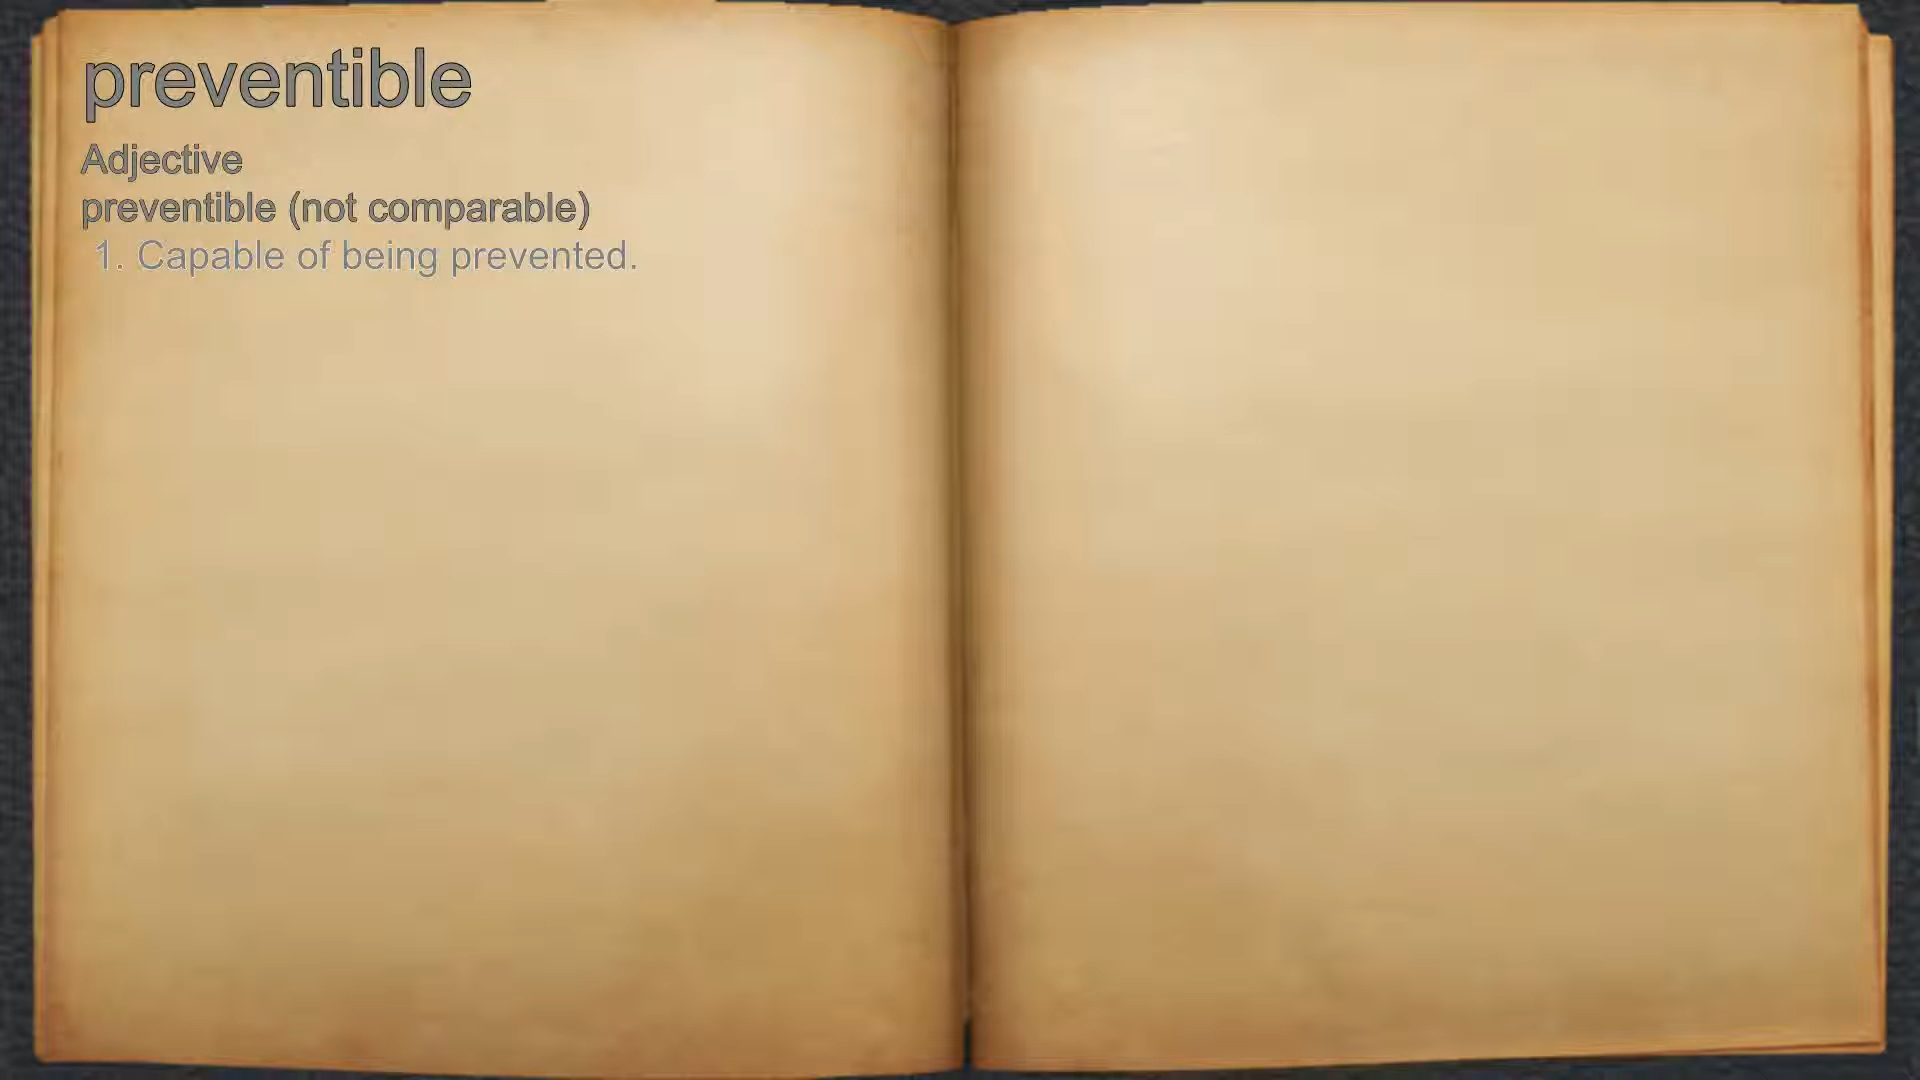 preventible
Adjective
preventible (not comparable)
1. Capable of being prevented.